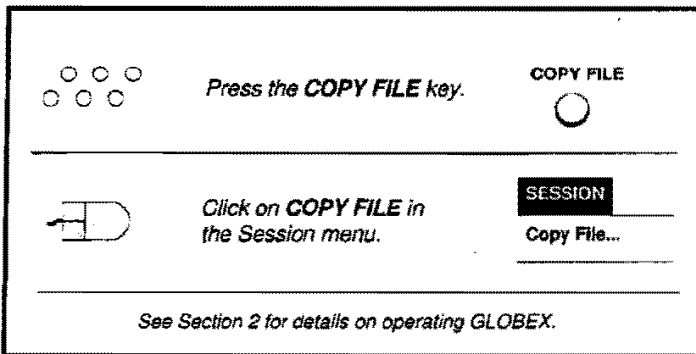 Press the COPY FILE key.
COPY FILE
Click on COPY FILE in
the Session menu.
SESSION
Copy File...
See Section 2 for details on operating GLOBEX.